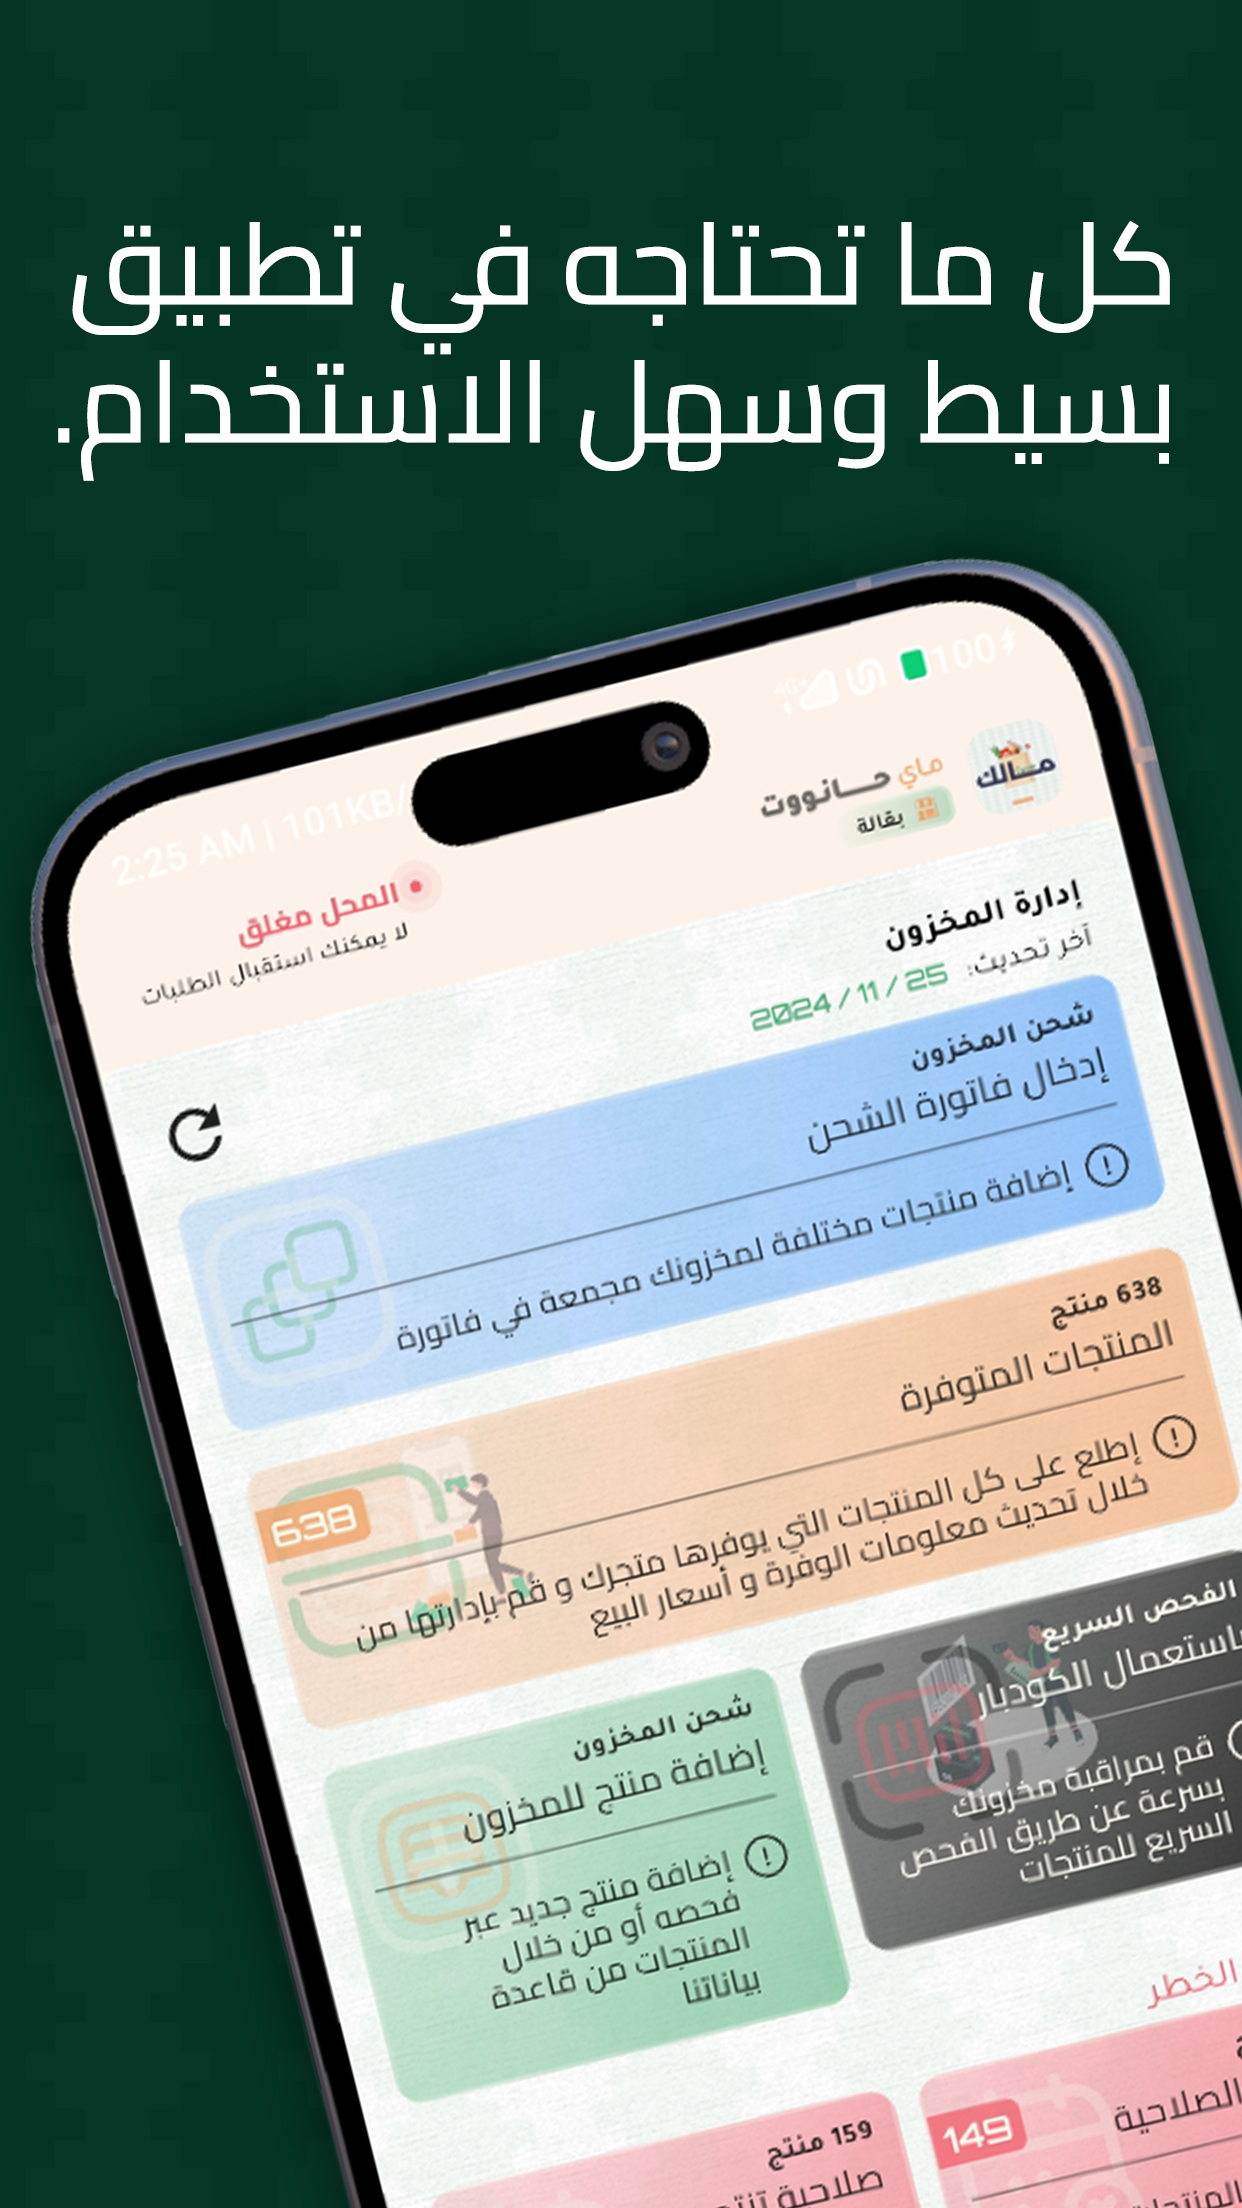 كل ما تحتاجه في تطبيق
بسيط وسهل الاستخدام.
2:25 AM | 101KB/
4G+
100
مالك
ماي حانووت
بقالة
المحل مغلق
لا يمكنك استقبال الطلبات
إدارة المخزون
آخر تحديث: 2024 / 11 / 25
شحن المخزون
إدخال فاتورة الشحن
إضافة منتجات مختلفة لمخزونك مجمعة في فاتورة
638 منتج
المنتجات المتوفرة
إطلع على كل المنتجات التي يوفرها متجرك و قم بإدارتها من
خلال تحديث معلومات الوفرة و أسعار البيع
638
الفحص السريع
باستعمال الكودبار
قم بمراقبة مخزونك
بسرعة عن طريق الفحص
السريع للمنتجات
شحن المخزون
إضافة منتج للمخزون
إضافة منتج جديد عبر
فحصه أو من خلال
المنتجات من قاعدة
بياناتنا
الخطر
الصلاحية
149
159 منتج
صلاحية